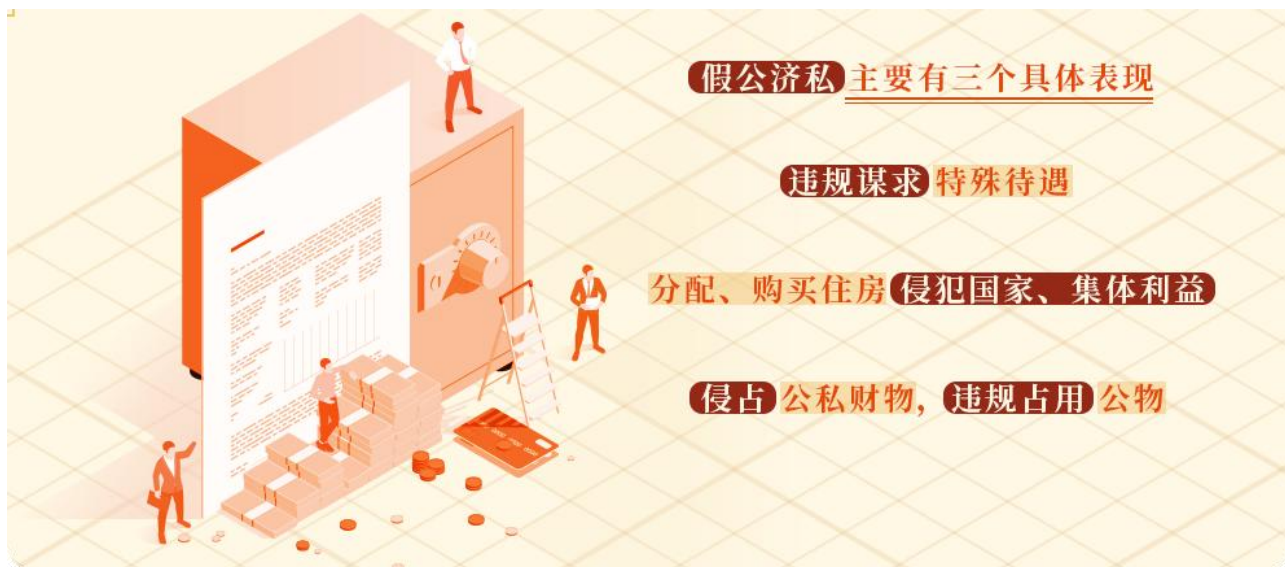 假公济私主要有三个具体表现
违规谋求特殊待遇
分配、购买住房侵犯国家、集体利益
侵占公私财物，违规占用公物